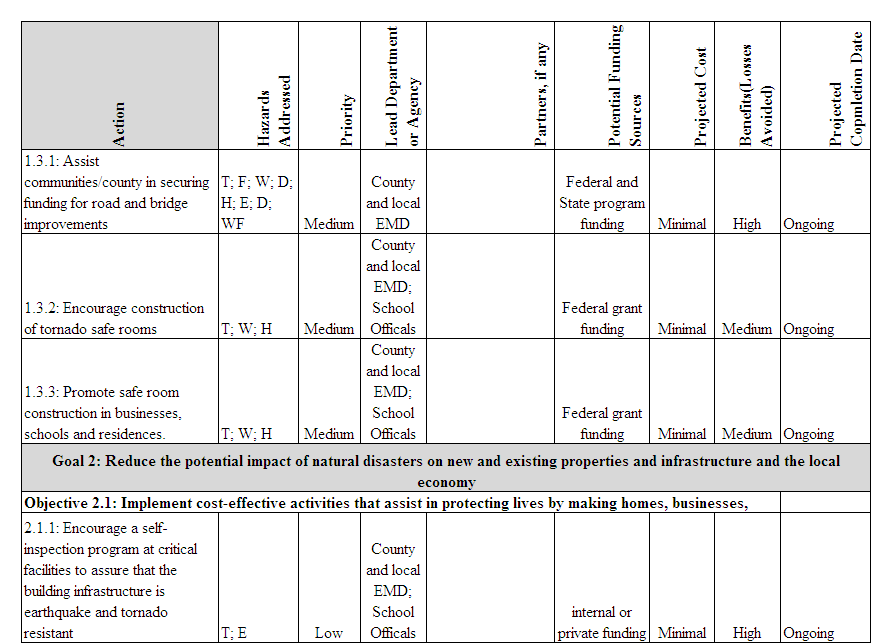 Action
Hazards
Addressed
Priority
Lead Department
or Agency
Partners, if any
Potential Funding
Sources
Projected Cost
Benefits(Losses
Avoided)
Projected
Copmletion Date
1.3.1: Assist
communities/county in securing
funding for road and bridge
improvements
T; F; W; D;
H; E; D;
WF
Medium
County
and local
EMD
Federal and
State program
funding
Minimal
High
Ongoing
1.3.2: Encourage construction
of tornado safe rooms
T; W; H
Medium
County
and local
EMD;
School
Officals
Federal grant
funding
Minimal
Medium
Ongoing
1.3.3: Promote safe room
construction in businesses,
schools and residences.
T; W; H
Medium
County
and local
EMD;
School
Officals
Federal grant
funding
Minimal
Medium
Ongoing
Goal 2: Reduce the potential impact of natural disasters on new and existing properties and infrastructure and the local
economy
Objective 2.1: Implement cost-effective activities that assist in protecting lives by making homes, businesses,
2.1.1: Encourage a self-
inspection program at critical
facilities to assure that the
building infrastructure is
earthquake and tornado
resistant
T; E
Low
County
and local
EMD;
School
Officals
internal or
private funding
Minimal
High
Ongoing